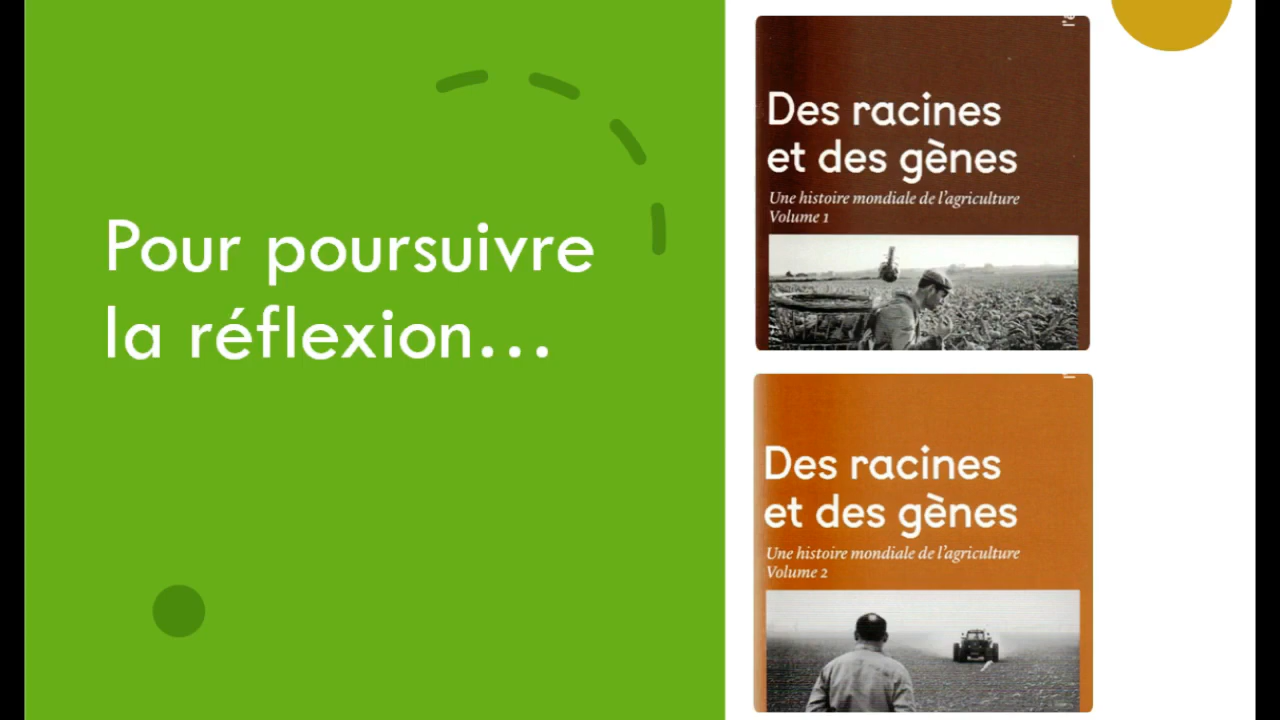 Pour poursuivre
la réflexion...
Des racines
et des gènes
Une histoire mondiale de l'agriculture
Volume 1
Des racines
et des gènes
Une histoire mondiale de l'agriculture
Volume 2